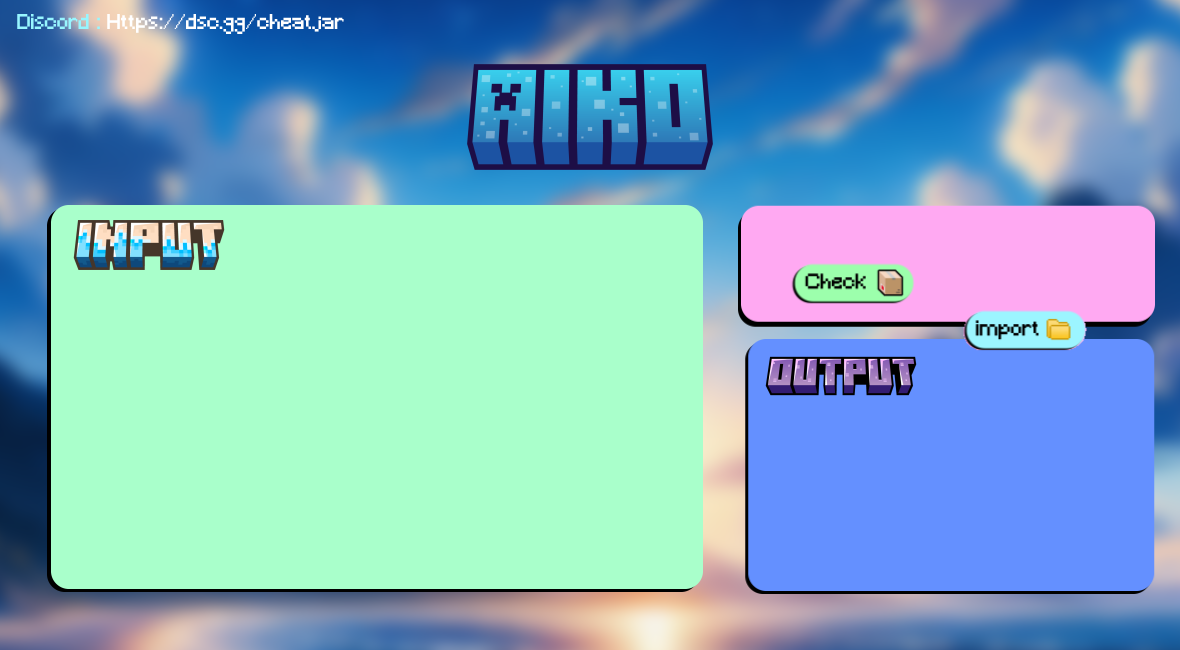 Discord : Https://dsc.gg/cheat.jar
AIKO
INPUT
Check
import
OUTPUT